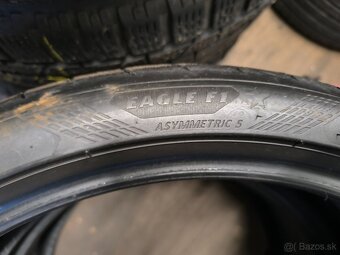 EAGLE F1
ASYMMETRIC 5
© Bazos.sk